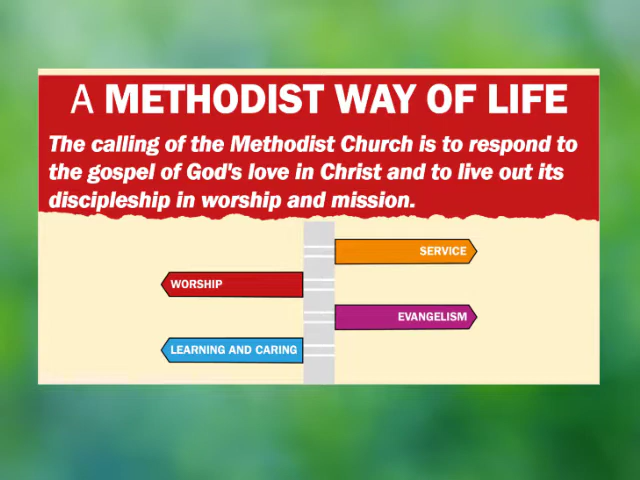 A METHODIST WAY OF LIFE
The calling of the Methodist Church is to respond to
the gospel of God's love in Christ and to live out its
discipleship in worship and mission.
SERVICE
WORSHIP
EVANGELISM
LEARNING AND CARING